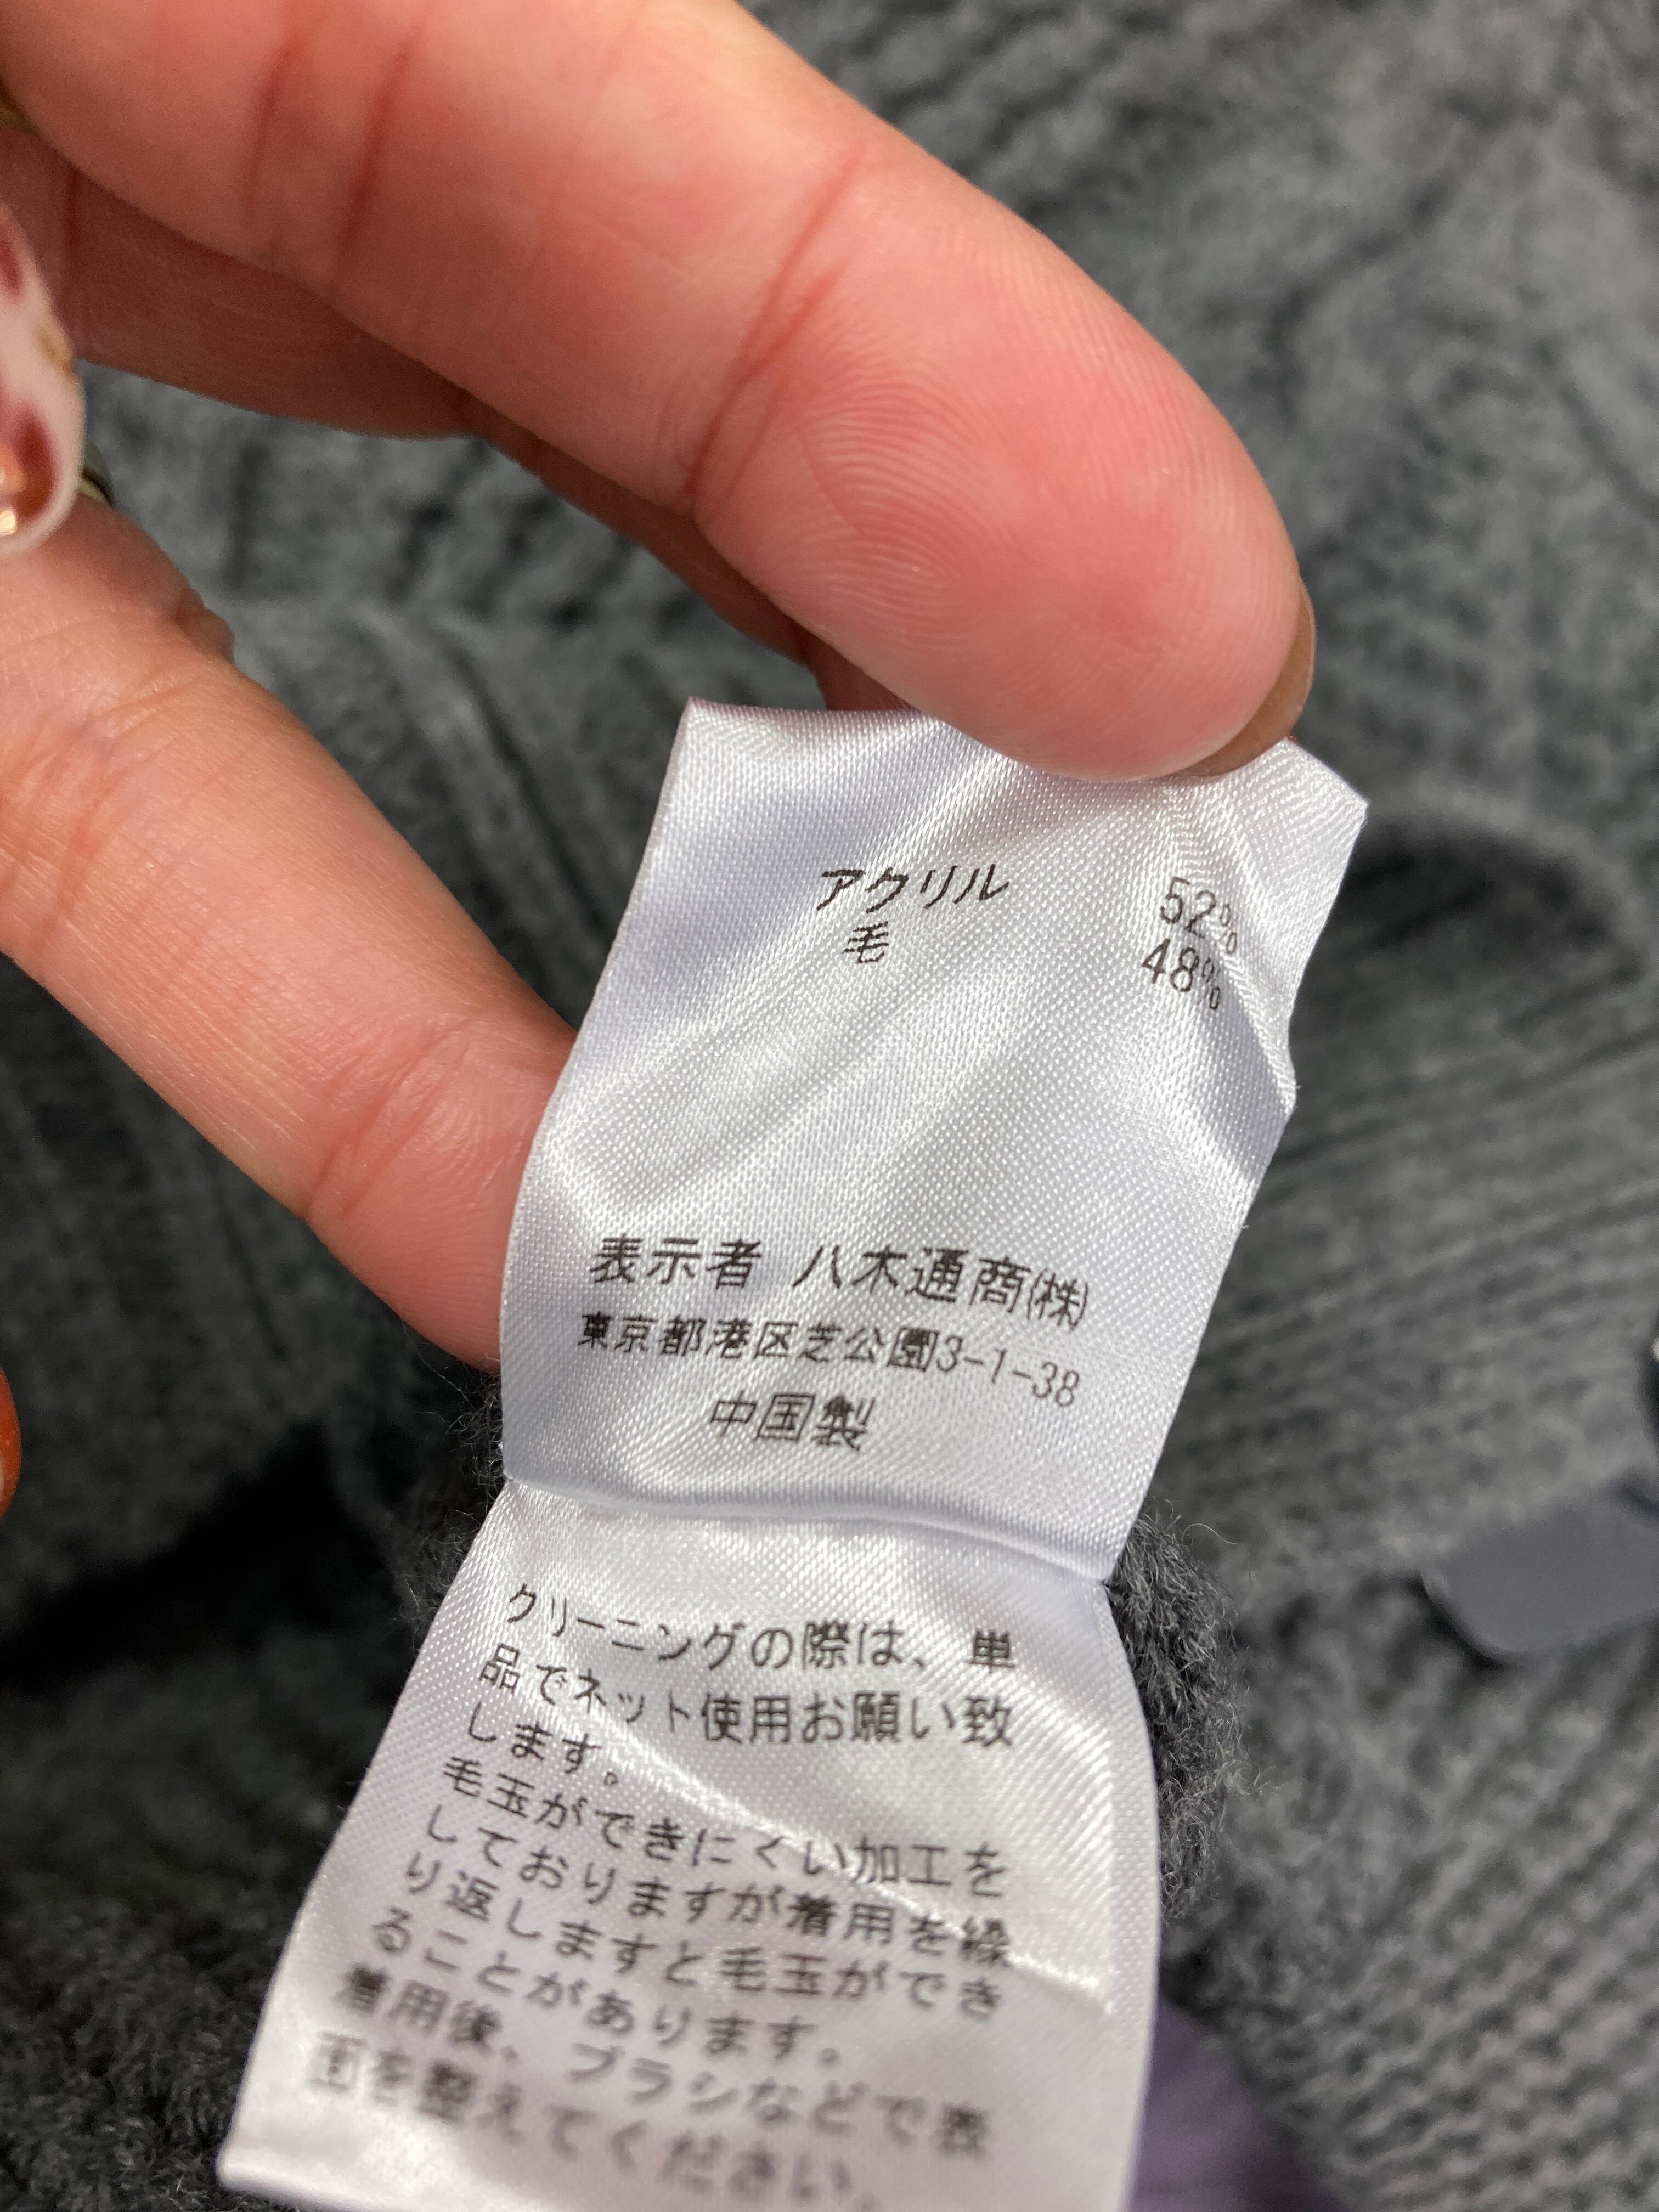 アクリル 52%
毛 48%
表示者 八木通商㈱
東京都港区芝公園3-1-38
中国製
クリーニングの際は、単
品でネット使用お願い致
します。
毛玉ができにくい加工を
しておりますが着用を繰
り返しますと毛玉ができ
ることがあります。
着用後、ブラシなどで表
面を整えてください。